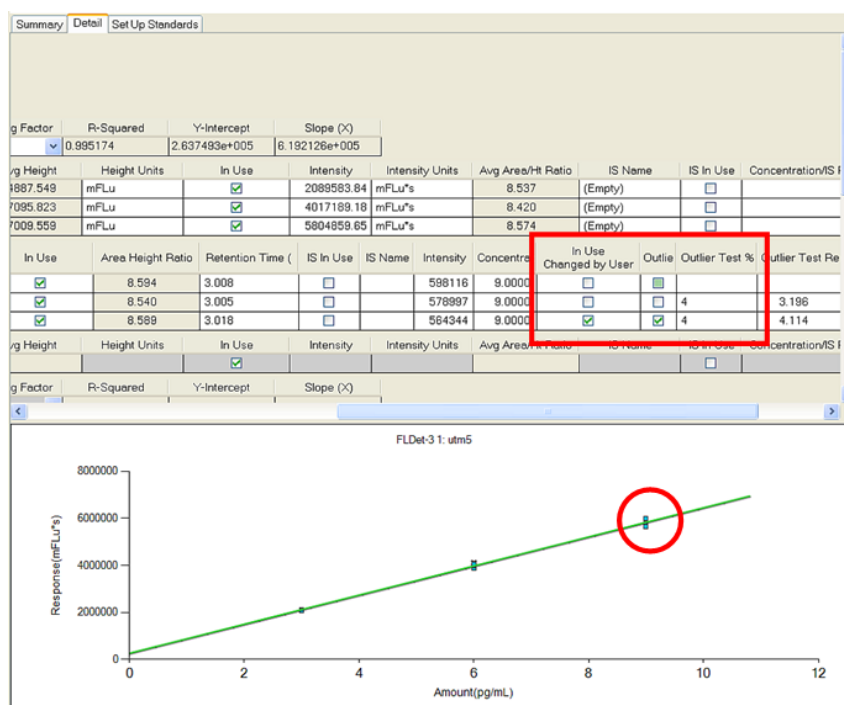 Summary Detail Set Up Standards
g Factor R-Squared Y-Intercept Slope (X)
0.995174 2.637493e+005 6.192126e+005
vg Height Height Units In Use Intensity Intensity Units Avg Area/Ht Ratio IS Name IS In Use Concentration/IS F
4887.549 mFLu 2089583.84 mFLu*s 8.537 (Empty)
7095.823 mFLu 4017189.18 mFLu*s 8.420 (Empty)
7009.559 mFLu 5804859.65 mFLu*s 8.574 (Empty)
In Use Area Height Ratio Retention Time ( IS In Use IS Name Intensity Concentra In Use Changed by User Outlie Outlier Test % Outlier Test Re
8.594 3.008 598116 9.0000
8.540 3.005 578997 9.0000 4 3.196
8.589 3.018 564344 9.0000 4 4.114
vg Height Height Units In Use Intensity Intensity Units Avg Area/Ht Ratio IS Name IS In Use Concentration/IS F
g Factor R-Squared Y-Intercept Slope (X)
FLDet-3 1: utm5
8000000
6000000
4000000
2000000
0
Response(mFLu*s)
0 2 4 6 8 10 12
Amount(pg/mL)